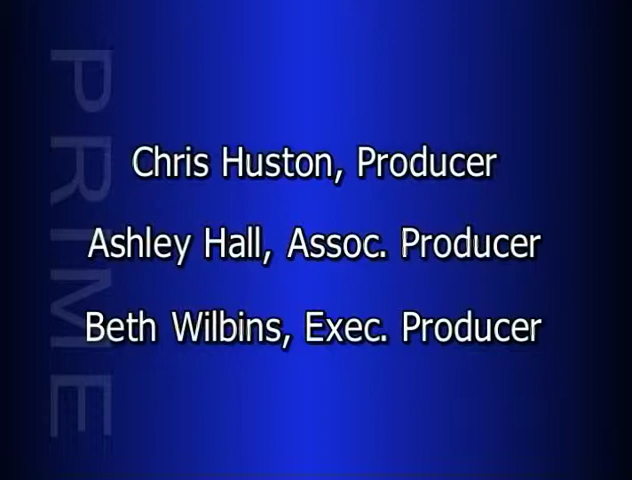 PRIME
Chris Huston, Producer
Ashley Hall, Assoc. Producer
Beth Wilbins, Exec. Producer